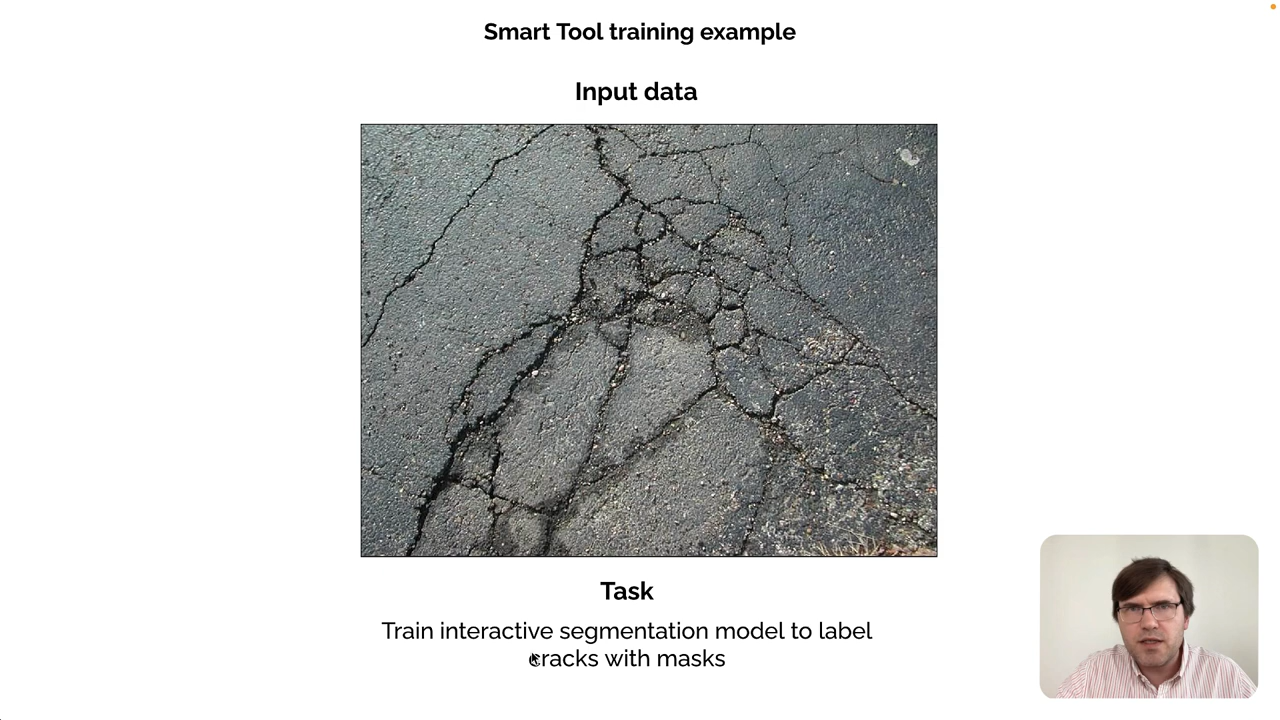 Smart Tool training example
Input data
Task
Train interactive segmentation model to label
cracks with masks